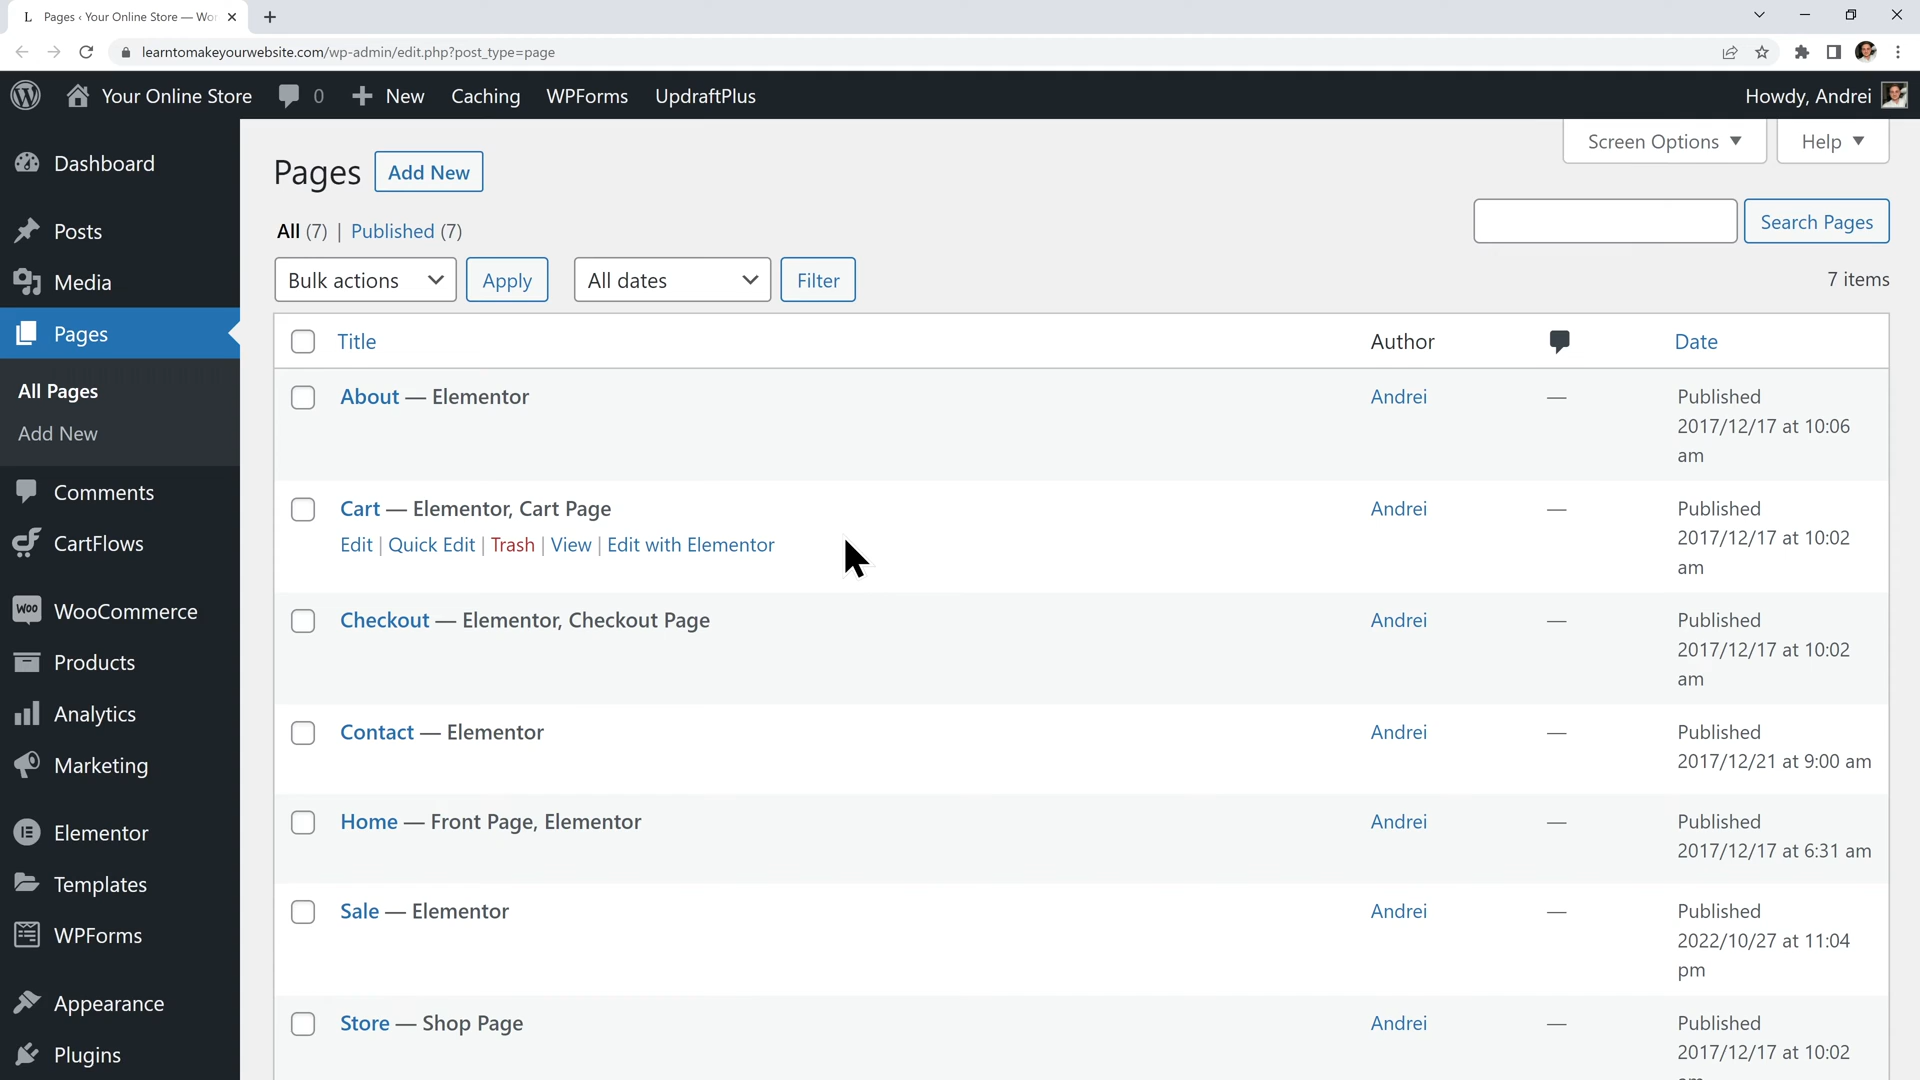 L Pages ‹ Your Online Store — Wo
learntomakeyourwebsite.com/wp-admin/edit.php?post_type=page
Your Online Store 0 New Caching WPForms UpdraftPlus Howdy, Andrei
Screen Options Help
Dashboard
Posts
Media
Pages
All Pages
Add New
Comments
CartFlows
Woo WooCommerce
Products
Analytics
Marketing
Elementor
Templates
WPForms
Appearance
Plugins
Pages Add New
All (7) | Published (7)
Search Pages
Bulk actions Apply All dates Filter
7 items
Title Author Date
About — Elementor Andrei — Published
2017/12/17 at 10:06
am
Cart — Elementor, Cart Page Andrei — Published
Edit | Quick Edit | Trash | View | Edit with Elementor 2017/12/17 at 10:02
am
Checkout — Elementor, Checkout Page Andrei — Published
2017/12/17 at 10:02
am
Contact — Elementor Andrei — Published
2017/12/21 at 9:00 am
Home — Front Page, Elementor Andrei — Published
2017/12/17 at 6:31 am
Sale — Elementor Andrei — Published
2022/10/27 at 11:04
pm
Store — Shop Page Andrei — Published
2017/12/17 at 10:02